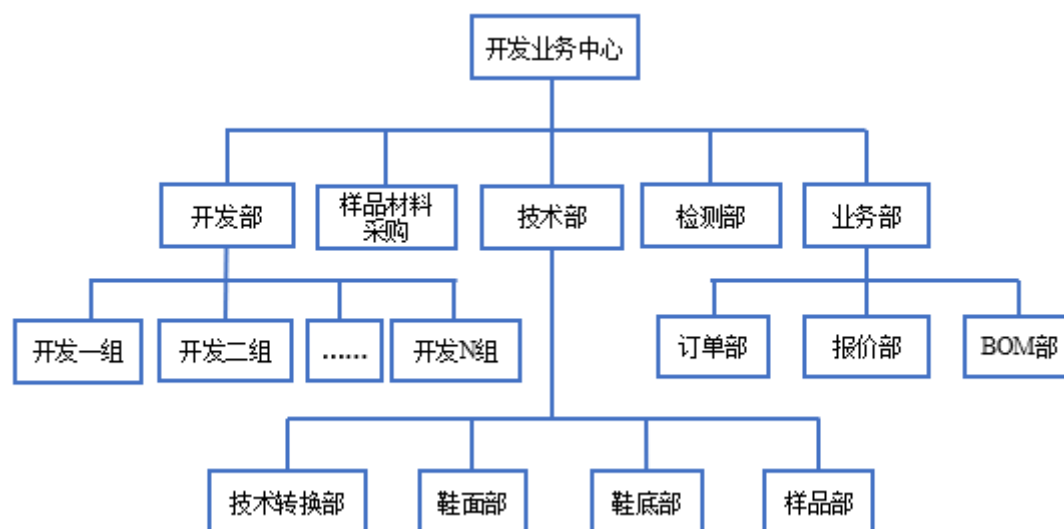 开发业务中心
开发部
样品材料
采购
技术部
检测部
业务部
开发一组
开发二组
......
开发N组
订单部
报价部
BOM部
技术转换部
鞋面部
鞋底部
样品部